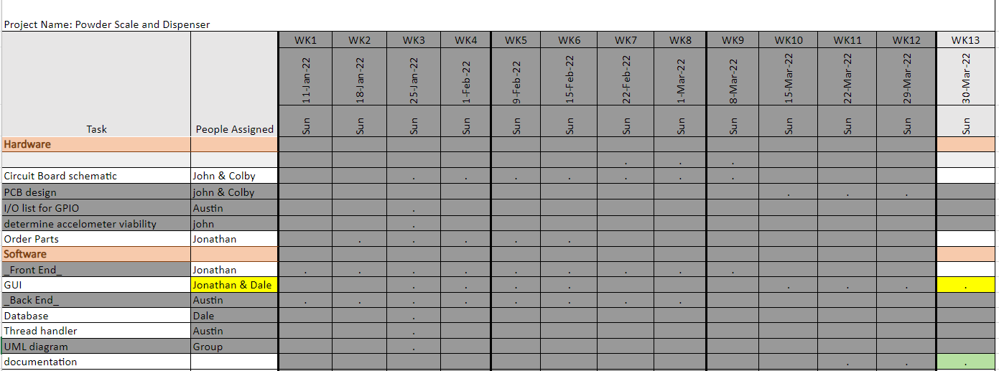 Project Name: Powder Scale and Dispenser
WK1 WK2 WK3 WK4 WK5 WK6 WK7 WK8 WK9 WK10 WK11 WK12 WK13
11-Jan-22 18-Jan-22 25-Jan-22 1-Feb-22 9-Feb-22 15-Feb-22 22-Feb-22 1-Mar-22 8-Mar-22 15-Mar-22 22-Mar-22 29-Mar-22 30-Mar-22
Task People Assigned Sun Sun Sun Sun Sun Sun Sun Sun Sun Sun Sun Sun Sun
Hardware
. . .
Circuit Board schematic John & Colby . . . . . . .
PCB design john & Colby . . .
I/O list for GPIO Austin .
determine accelometer viability john .
Order Parts Jonathan . . . . .
Software
_Front End_ Jonathan . . . . . . . . .
GUI Jonathan & Dale . . . . . . . .
_Back End_ Austin . . . . . . . .
Database Dale .
Thread handler Austin .
UML diagram Group .
documentation . . .